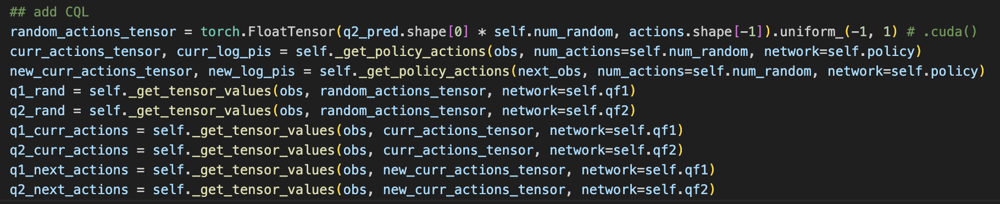 ## add CQL
random_actions_tensor = torch.FloatTensor(q2_pred.shape[0] * self.num_random, actions.shape[-1]).uniform_(-1, 1) # .cuda()
curr_actions_tensor, curr_log_pis = self._get_policy_actions(obs, num_actions=self.num_random, network=self.policy)
new_curr_actions_tensor, new_log_pis = self._get_policy_actions(next_obs, num_actions=self.num_random, network=self.policy)
q1_rand = self._get_tensor_values(obs, random_actions_tensor, network=self.qf1)
q2_rand = self._get_tensor_values(obs, random_actions_tensor, network=self.qf2)
q1_curr_actions = self._get_tensor_values(obs, curr_actions_tensor, network=self.qf1)
q2_curr_actions = self._get_tensor_values(obs, curr_actions_tensor, network=self.qf2)
q1_next_actions = self._get_tensor_values(obs, new_curr_actions_tensor, network=self.qf1)
q2_next_actions = self._get_tensor_values(obs, new_curr_actions_tensor, network=self.qf2)